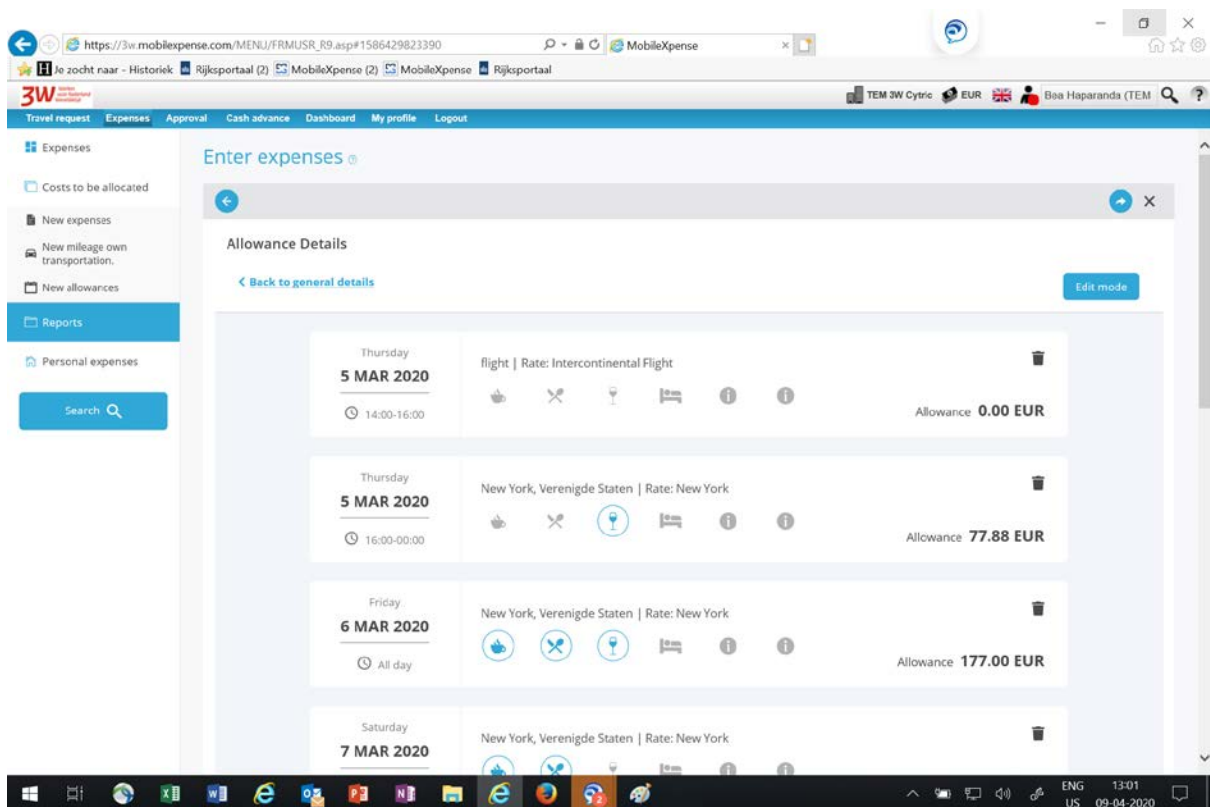 https://3w.mobilexpense.com/MENU/FRMUSR_R9.asp#1586429823390
MobileXpense
Je zocht naar - Historiek Rijksportaal (2) MobileXpense (2) MobileXpense Rijksportaal
3W
TEM 3W Cytric EUR Boa Haparanda (TEM ?
Travel request Expenses Approval Cash advance Dashboard My profile Logout
Expenses
Costs to be allocated
New expenses
New mileage own
transportation.
New allowances
Reports
Personal expenses
Search
Enter expenses
Allowance Details
Back to general details
Edit mode
Thursday
5 MAR 2020
14:00-16:00
flight | Rate: Intercontinental Flight
Allowance 0.00 EUR
Thursday
5 MAR 2020
16:00-00:00
New York, Verenigde Staten | Rate: New York
Allowance 77.88 EUR
Friday
6 MAR 2020
All day
New York, Verenigde Staten | Rate: New York
Allowance 177.00 EUR
Saturday
7 MAR 2020
New York, Verenigde Staten | Rate: New York
ENG 13:01
US 09-04-2020